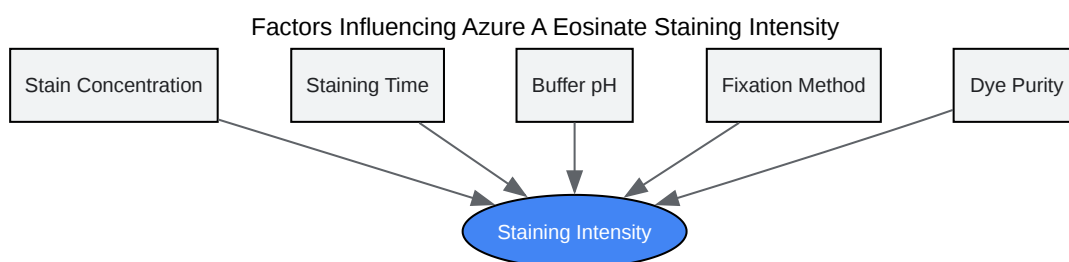 Factors Influencing Azure A Eosinate Staining Intensity
Stain Concentration
Staining Time
Buffer pH
Fixation Method
Dye Purity
Staining Intensity